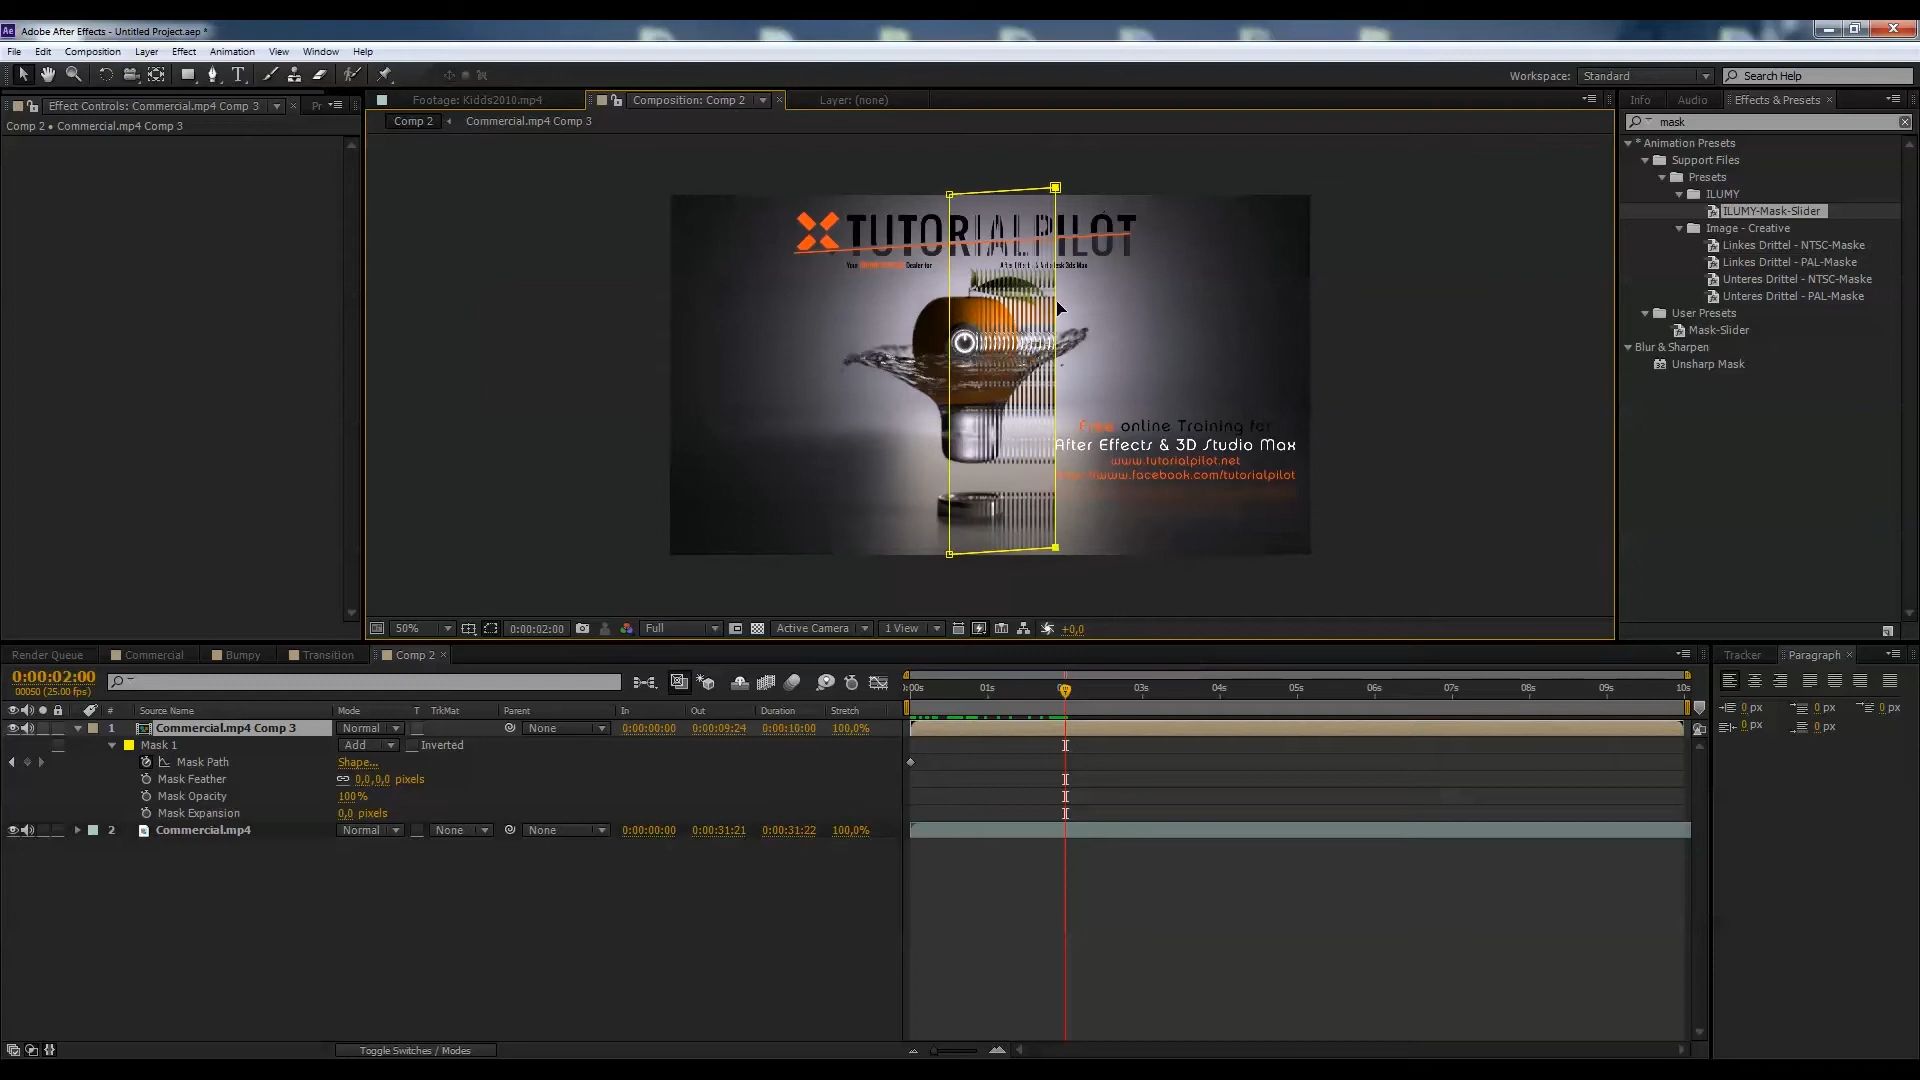 Ae Adobe After Effects - Untitled Project.aep *
File Edit Composition Layer Effect Animation View Window Help
Workspace: Standard Search Help
Effect Controls: Commercial.mp4 Comp 3 Pr
Comp 2 • Commercial.mp4 Comp 3
Footage: Kidds2010.mp4 Composition: Comp 2 Layer: (none)
Comp 2 Commercial.mp4 Comp 3
TUTORIALPILOT
Your Dealer for
Free online Training for
After Effects & 3D Studio Max
www.tutorialpilot.net
www.facebook.com/tutorialpilot
50% 0:00:02:00 Full Active Camera 1 View +0,0
Info Audio Effects & Presets
mask
* Animation Presets
Support Files
Presets
ILUMY
ILUMY-Mask-Slider
Image - Creative
Linkes Drittel - NTSC-Maske
Linkes Drittel - PAL-Maske
Unteres Drittel - NTSC-Maske
Unteres Drittel - PAL-Maske
User Presets
Mask-Slider
Blur & Sharpen
Unsharp Mask
Render Queue Commercial Bumpy Transition Comp 2
0:00:02:00
00050 (25.00 fps)
# Source Name Mode T TrkMat Parent In Out Duration Stretch
1 Commercial.mp4 Comp 3 Normal None 0:00:00:00 0:00:09:24 0:00:10:00 100,0%
Mask 1 Add Inverted
Mask Path Shape...
Mask Feather 0,0,0,0 pixels
Mask Opacity 100%
Mask Expansion 0,0 pixels
2 Commercial.mp4 Normal None None 0:00:00:00 0:00:31:21 0:00:31:22 100,0%
Toggle Switches / Modes
:00s 01s 03s 04s 05s 06s 07s 08s 09s 10s
Tracker Paragraph
0 px 0 px 0 px
0 px 0 px